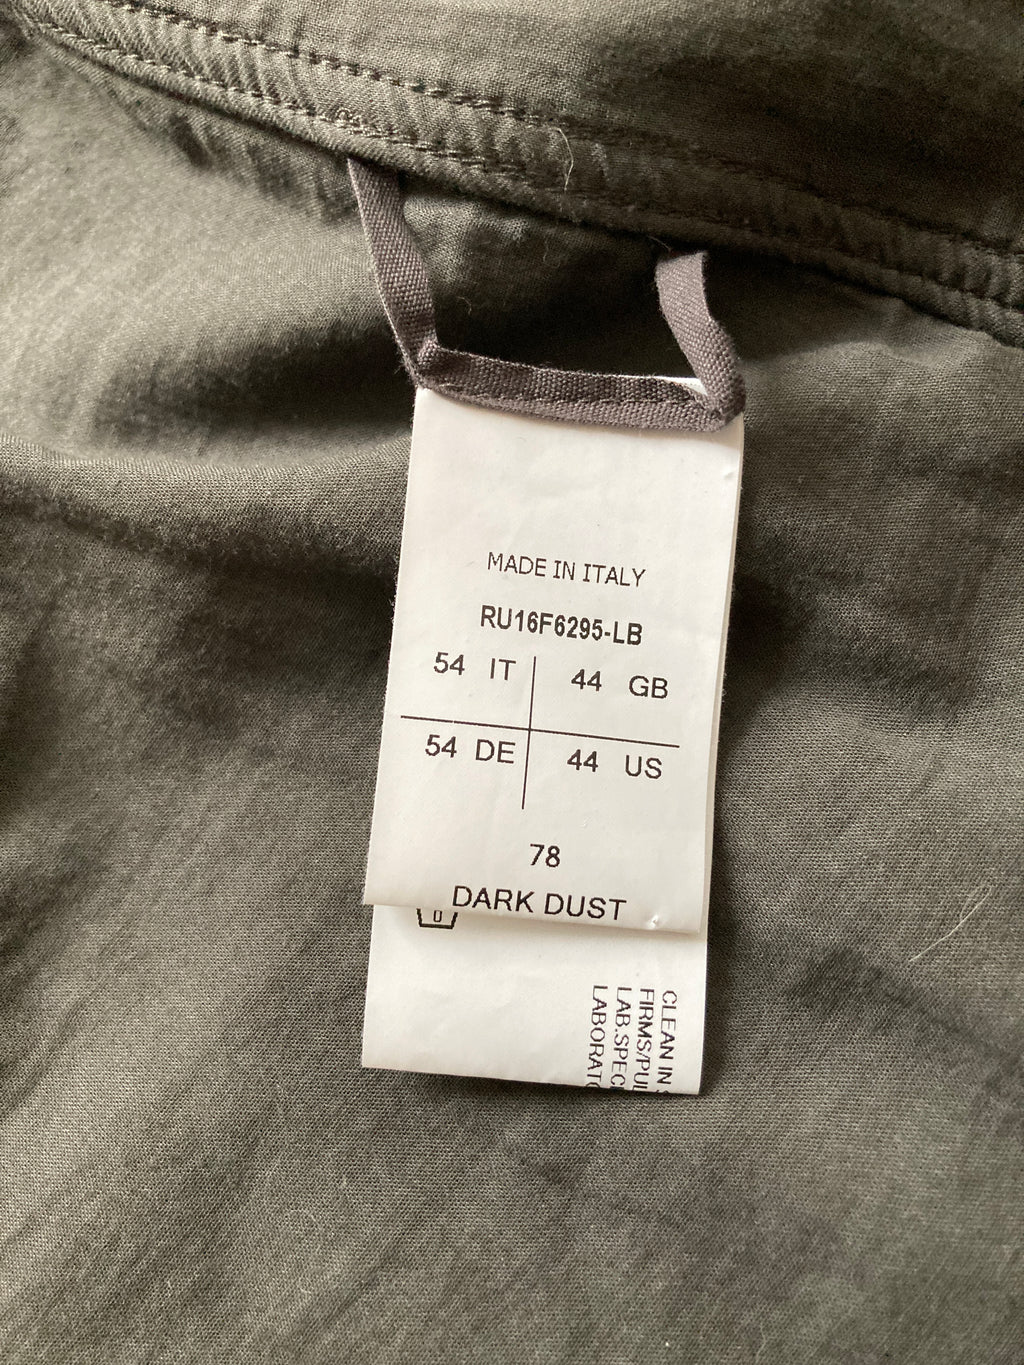 MADE IN ITALY
RU16F6295-LB
54 IT 44 GB
54 DE 44 US
78
DARK DUST
CLEAN IN
FIRMS/PUL
LAB.SPEC
LABORAT